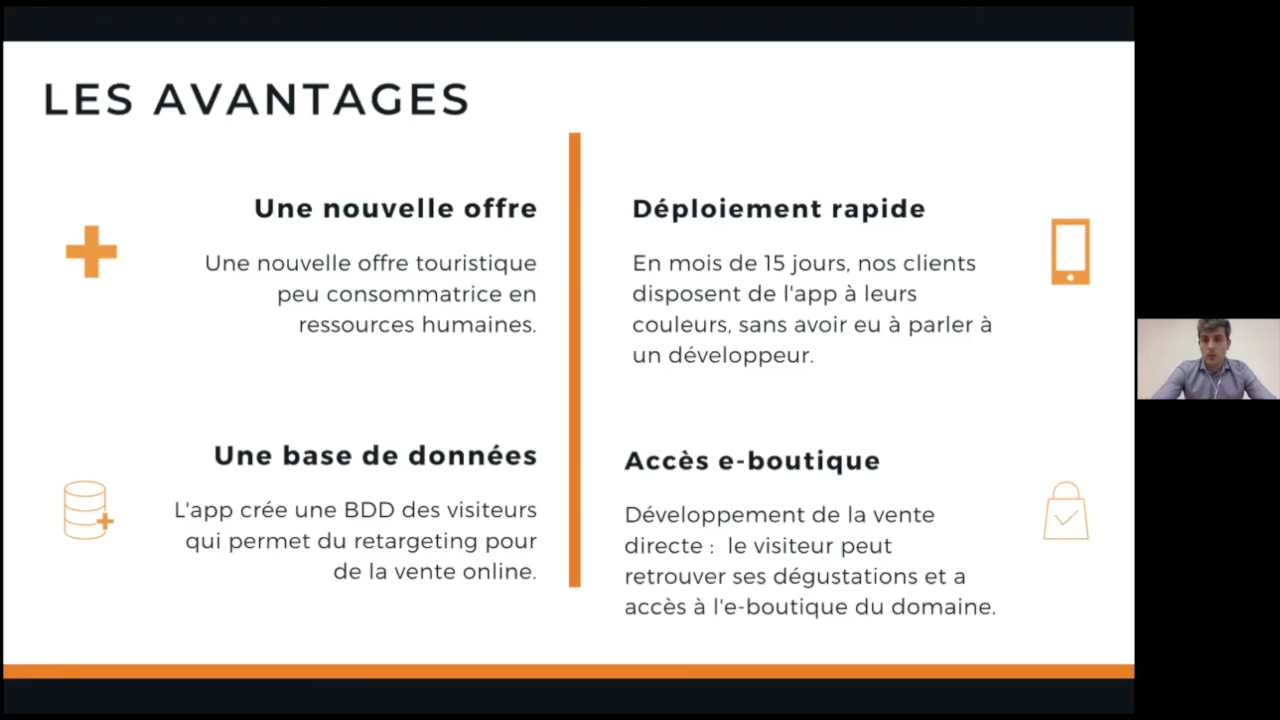 LES AVANTAGES
Une nouvelle offre
Une nouvelle offre touristique
peu consommatrice en
ressources humaines.
Déploiement rapide
En mois de 15 jours, nos clients
disposent de l'app à leurs
couleurs, sans avoir eu à parler à
un développeur.
Une base de données
L'app crée une BDD des visiteurs
qui permet du retargeting pour
de la vente online.
Accès e-boutique
Développement de la vente
directe :  le visiteur peut
retrouver ses dégustations et a
accès à l'e-boutique du domaine.